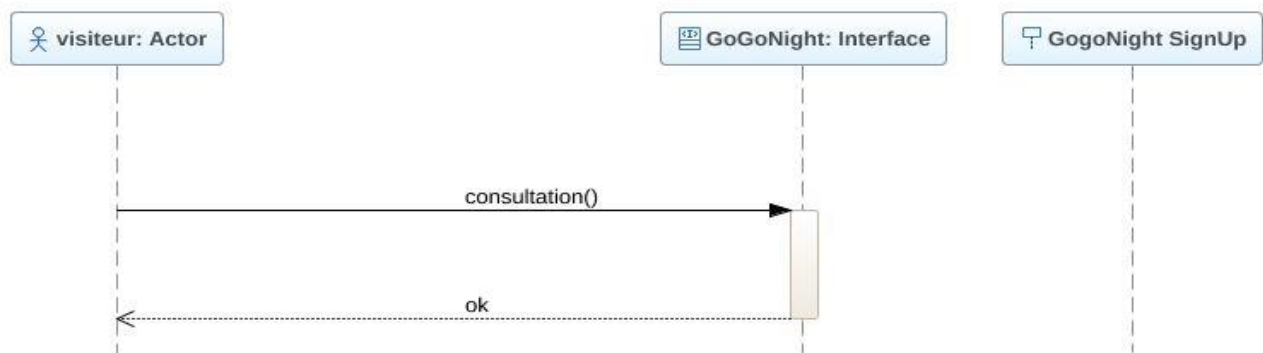 visiteur: Actor
GoGoNight: Interface
GogoNight SignUp
consultation()
ok